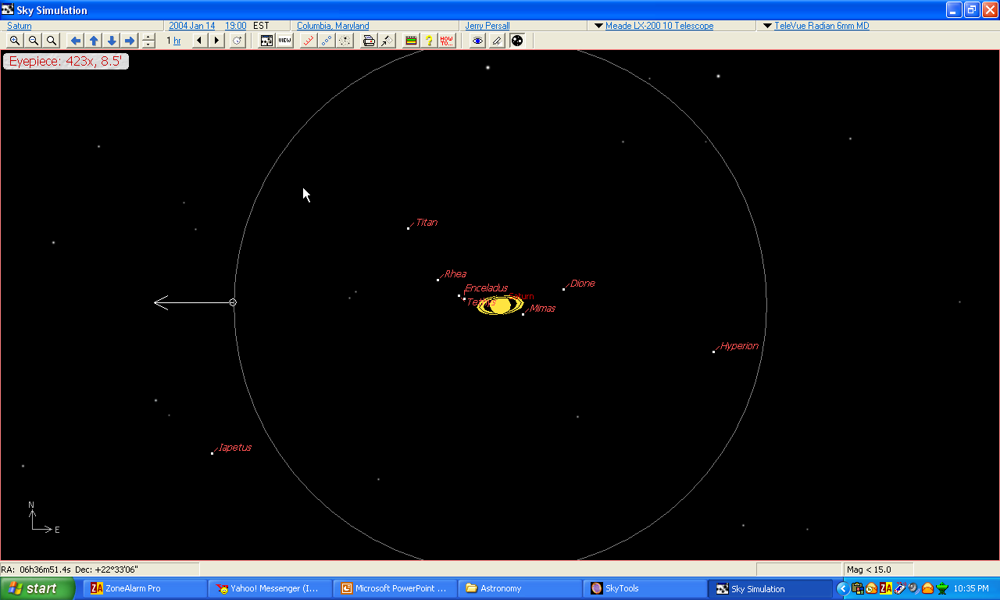 Sky Simulation
Saturn 2004 Jan 14 19:00 EST Columbia, Maryland Jerry Persall Meade LX-200 10 Telescope TeleVue Radian 6mm MD
1 hr VIEW ? HOW TO...
Eyepiece: 423x, 8.5'
Titan
Rhea
Dione
Enceladus
Saturn
Tethys
Mimas
Hyperion
Iapetus
N
E
RA: 06h36m51.4s Dec: +22°33'06" Mag < 15.0
start ZA ZoneAlarm Pro Yahoo! Messenger (I... Microsoft PowerPoint ... Astronomy SkyTools Sky Simulation ZA 10:35 PM